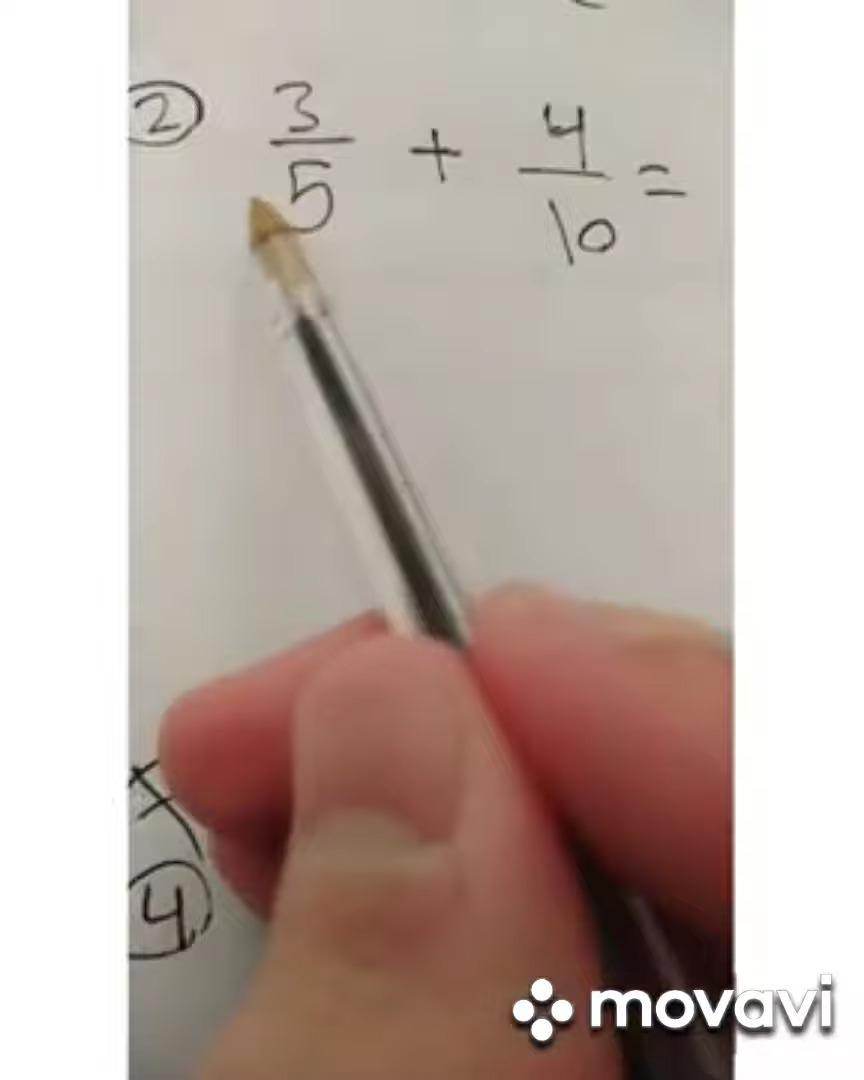 ② 3/5 + 4/10 =
④
movavi